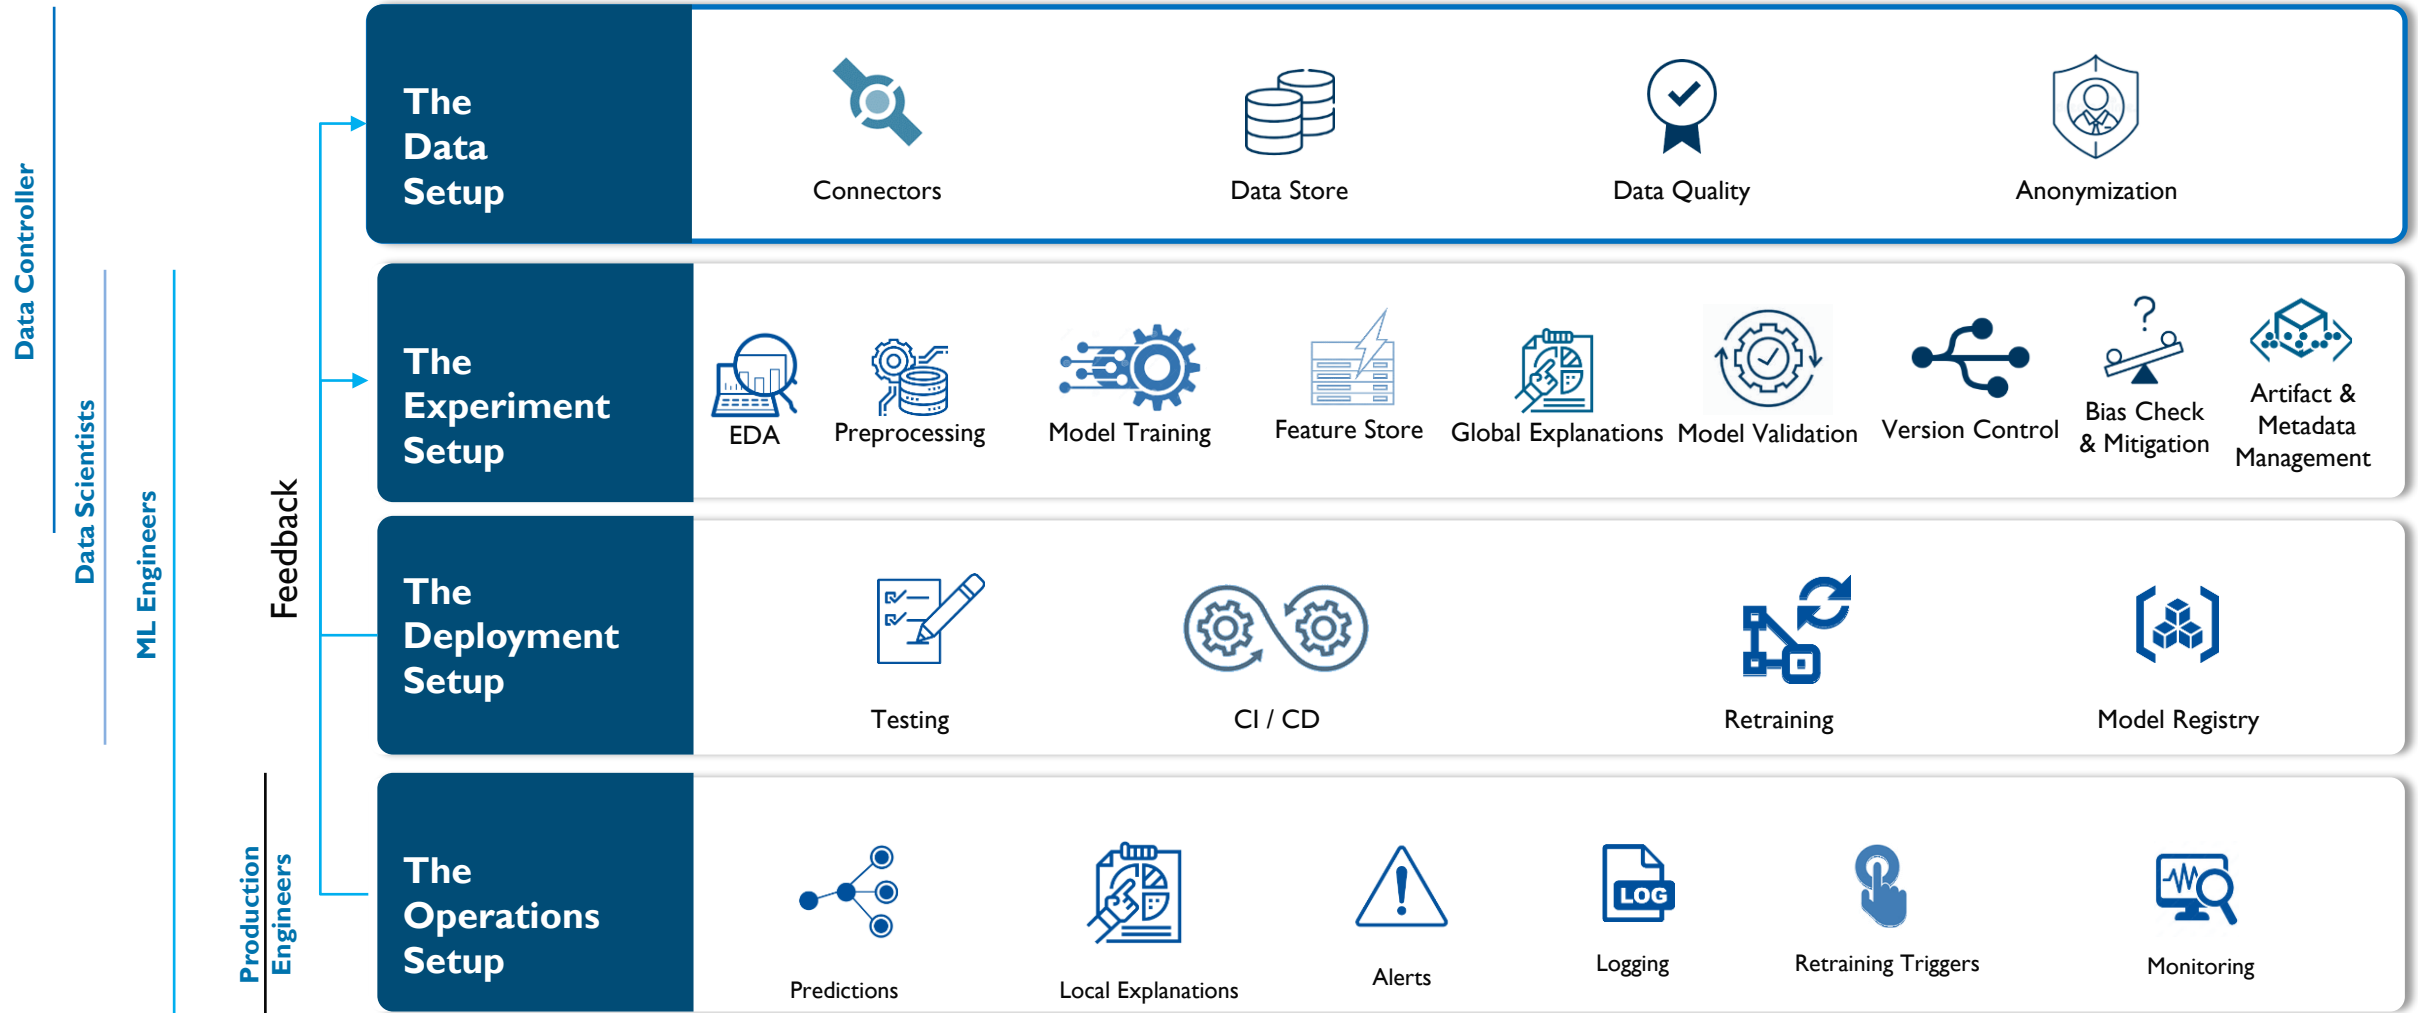 Data Controller
Data Scientists
ML Engineers
Production
Engineers
Feedback
The
Data
Setup
Connectors
Data Store
Data Quality
Anonymization
The
Experiment
Setup
EDA
Preprocessing
Model Training
Feature Store
Global Explanations
Model Validation
Version Control
?
Bias Check
& Mitigation
Artifact &
Metadata
Management
The
Deployment
Setup
Testing
CI / CD
Retraining
Model Registry
The
Operations
Setup
Predictions
Local Explanations
Alerts
LOG
Logging
Retraining Triggers
Monitoring